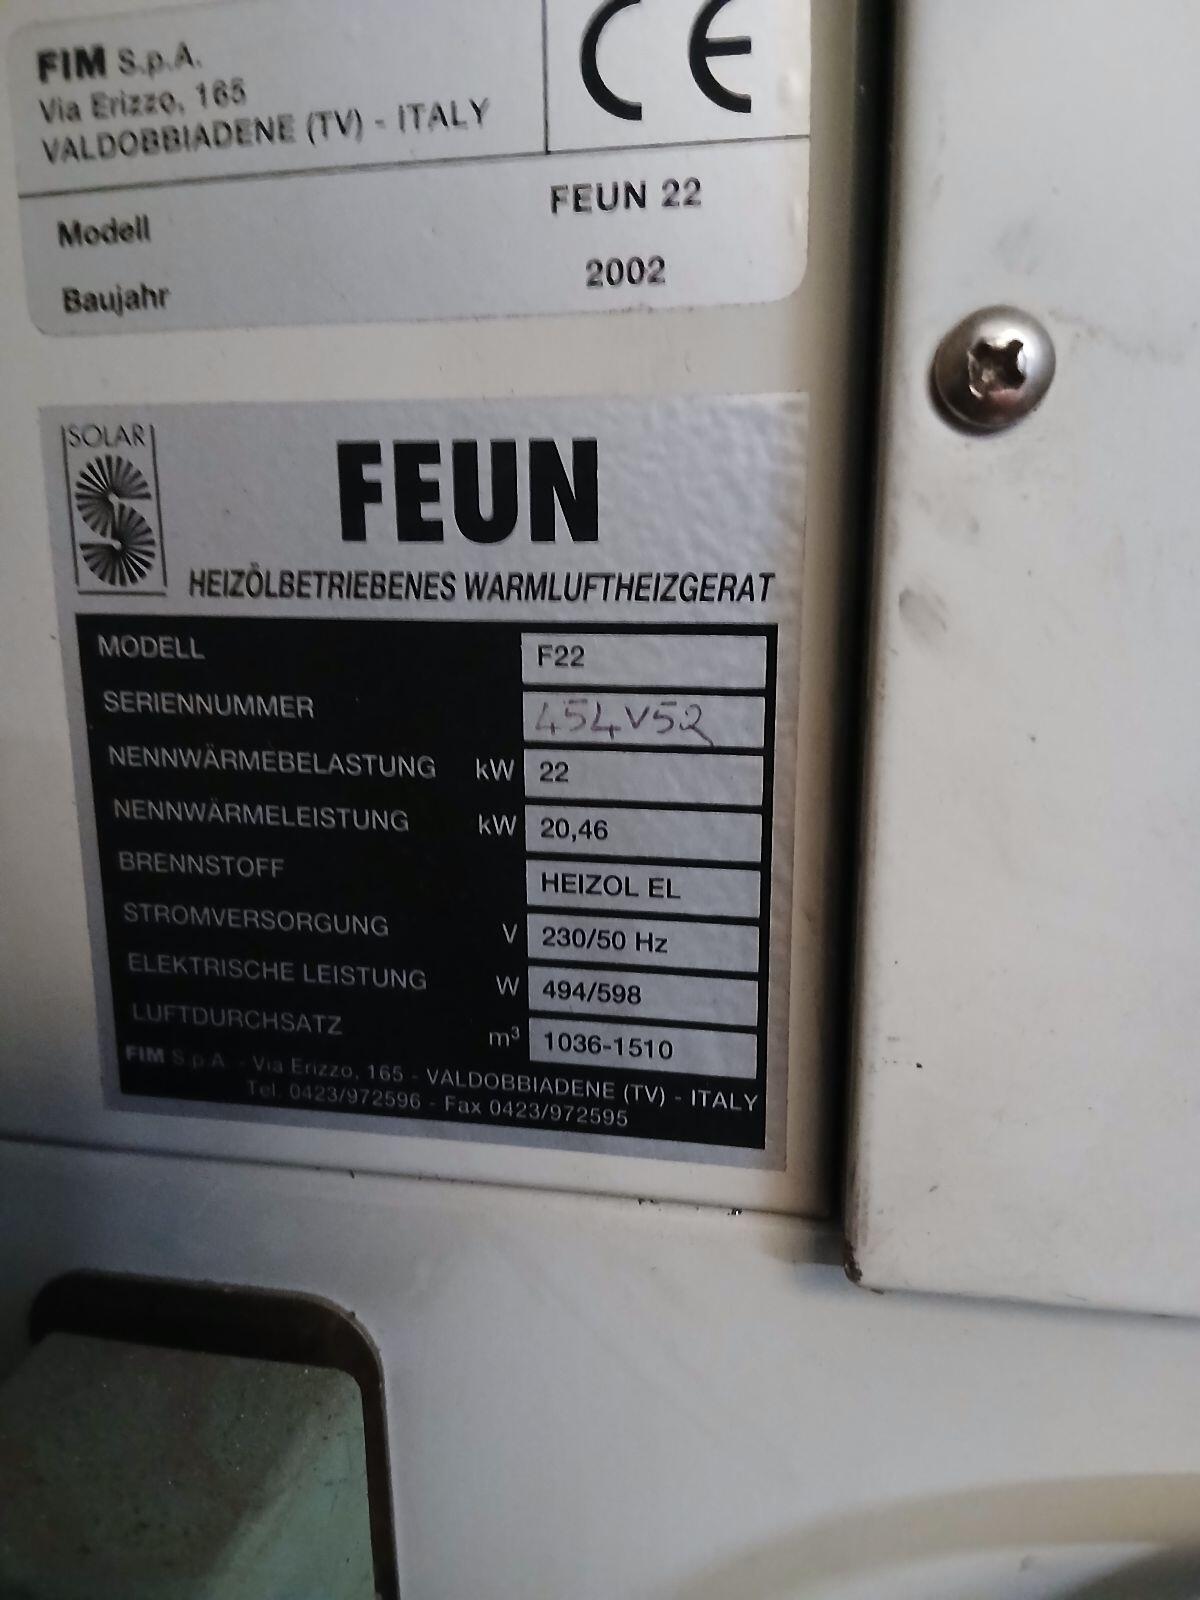 FIM S.p.A.
Via Erizzo, 165
VALDOBBIADENE (TV) - ITALY
CE
Modell FEUN 22
Baujahr 2002
SOLAR
FEUN
HEIZÖLBETRIEBENES WARMLUFTHEIZGERAT
MODELL F22
SERIENNUMMER 454V52
NENNWÄRMEBELASTUNG kW 22
NENNWÄRMELEISTUNG kW 20,46
BRENNSTOFF HEIZOL EL
STROMVERSORGUNG V 230/50 Hz
ELEKTRISCHE LEISTUNG W 494/598
LUFTDURCHSATZ m³ 1036-1510
FIM S.p.A. - Via Erizzo, 165 - VALDOBBIADENE (TV) - ITALY
Tel. 0423/972596 - Fax 0423/972595